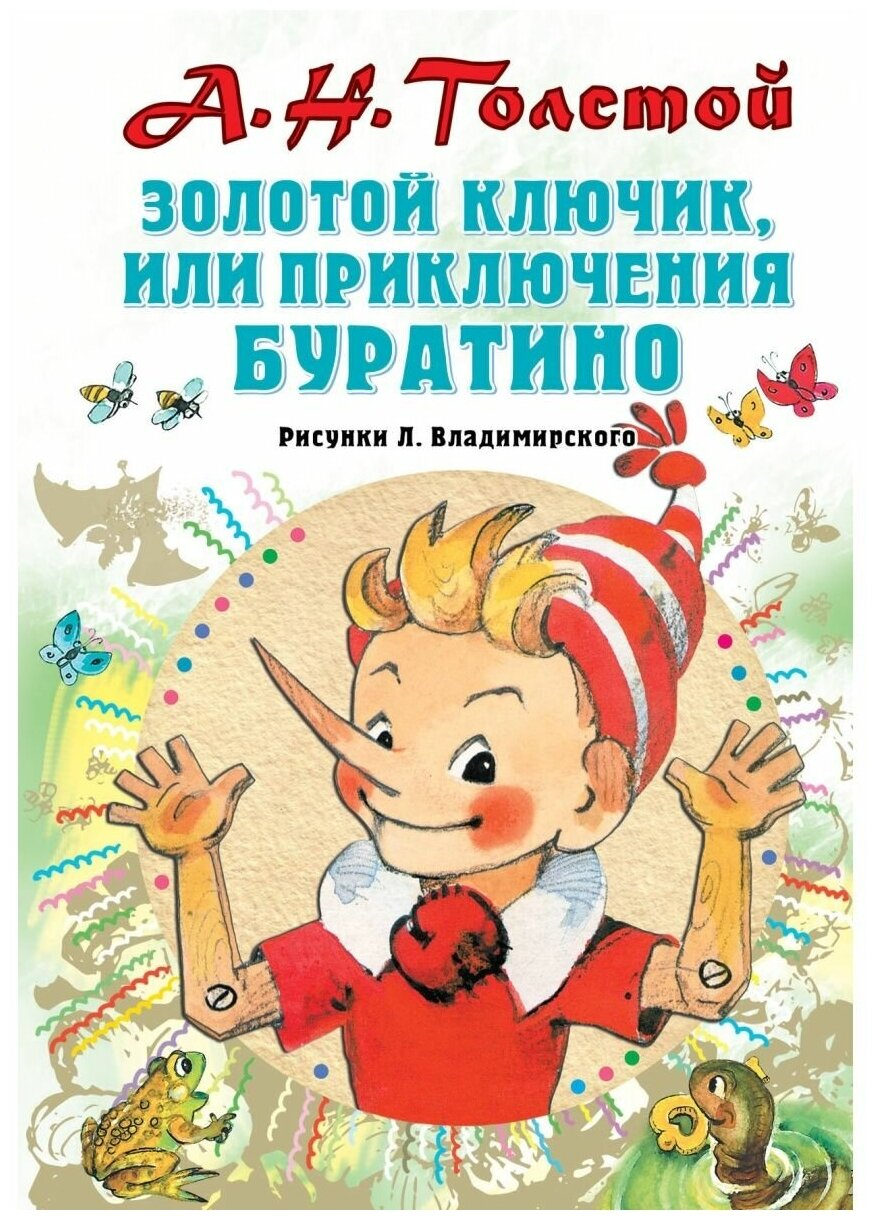 А. Н. Толстой
ЗОЛОТОЙ КЛЮЧИК,
ИЛИ ПРИКЛЮЧЕНИЯ
БУРАТИНО
Рисунки Л. Владимирского